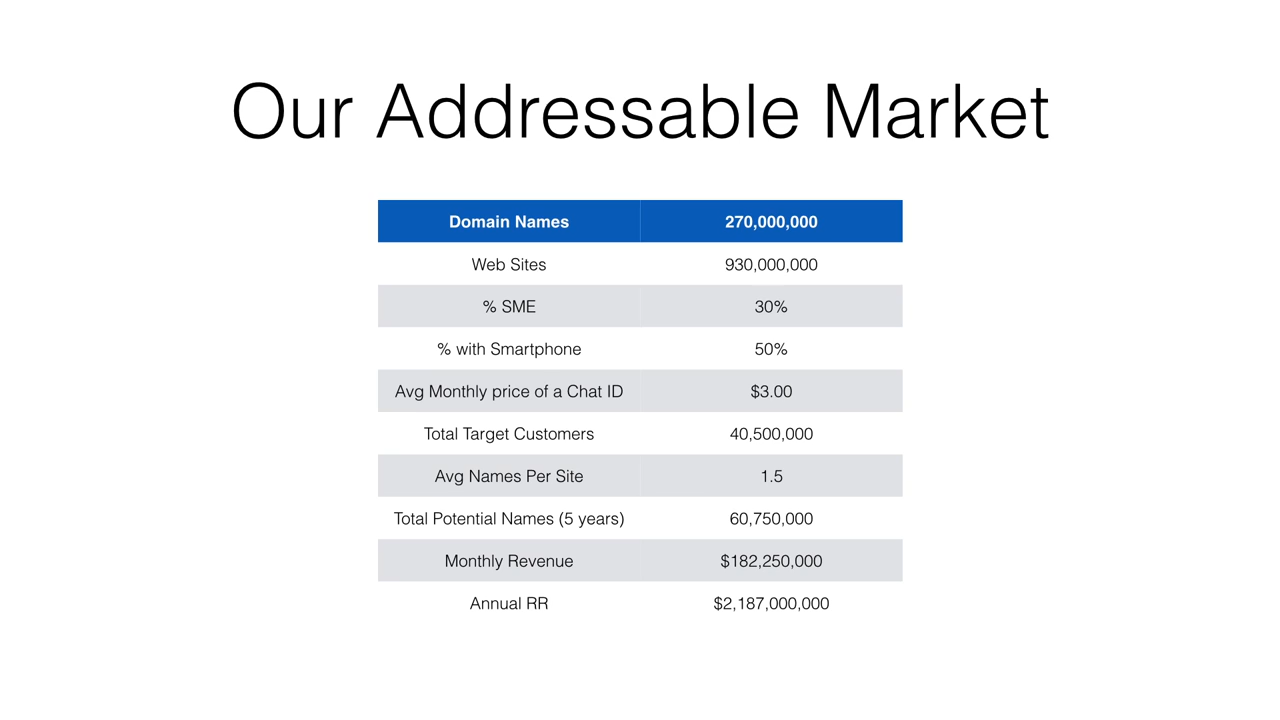 Our Addressable Market
Domain Names 270,000,000
Web Sites 930,000,000
% SME 30%
% with Smartphone 50%
Avg Monthly price of a Chat ID $3.00
Total Target Customers 40,500,000
Avg Names Per Site 1.5
Total Potential Names (5 years) 60,750,000
Monthly Revenue $182,250,000
Annual RR $2,187,000,000